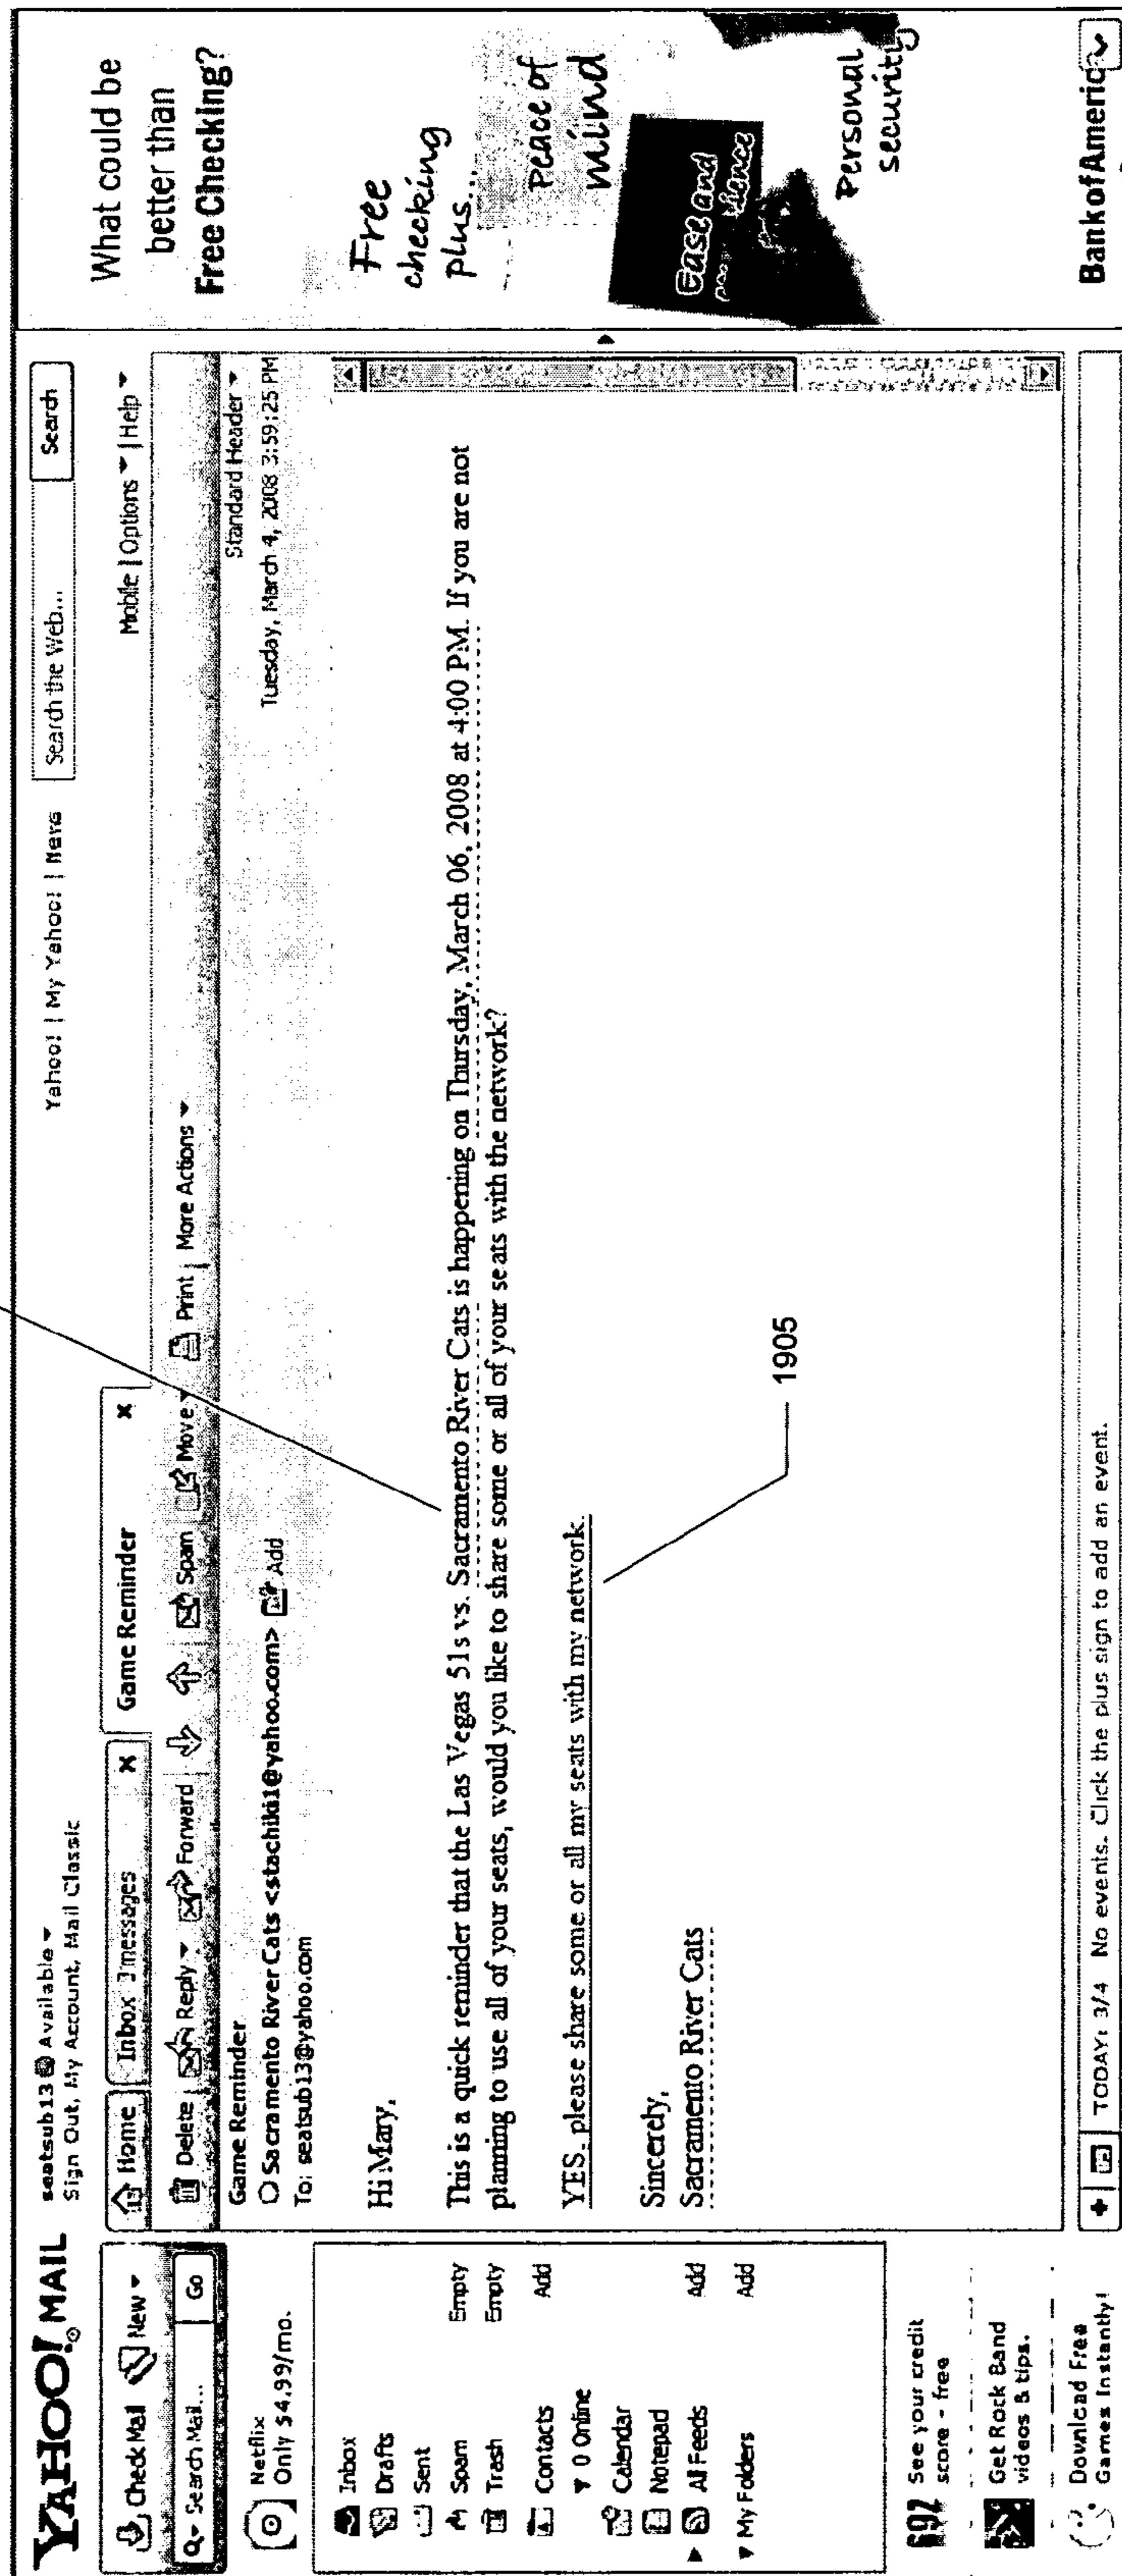 YAHOO! MAIL
seatsub13 Available
Sign Out, My Account, Mail Classic
Yahoo! | My Yahoo! | News
Search the Web...
Search
Check Mail
New
Home
Inbox 3 messages
x
Game Reminder
x
Mobile | Options | Help
Search Mail...
Go
Delete
Reply
Forward
Spam
Move
Print
More Actions
Netflix
Only $4.99/mo.
Game Reminder
Standard Header
Sacramento River Cats <stachiki1@yahoo.com> Add
Tuesday, March 4, 2008 3:59:25 PM
To: seatsub13@yahoo.com
Inbox
Drafts
Sent
Spam Empty
Trash Empty
Contacts Add
0 Online
Calendar
Notepad
All Feeds Add
My Folders Add
Hi Mary,
This is a quick reminder that the Las Vegas 51s vs. Sacramento River Cats is happening on Thursday, March 06, 2008 at 4:00 PM. If you are not
planning to use all of your seats, would you like to share some or all of your seats with the network?
YES, please share some or all my seats with my network.
1905
Sincerely,
Sacramento River Cats
692 See your credit
score - free
Get Rock Band
videos & tips.
Download Free
Games Instantly!
TODAY: 3/4 No events. Click the plus sign to add an event.
What could be
better than
Free Checking?
Free
checking
plus...
Peace of
mind
Ease and
Personal
security
Bank of America